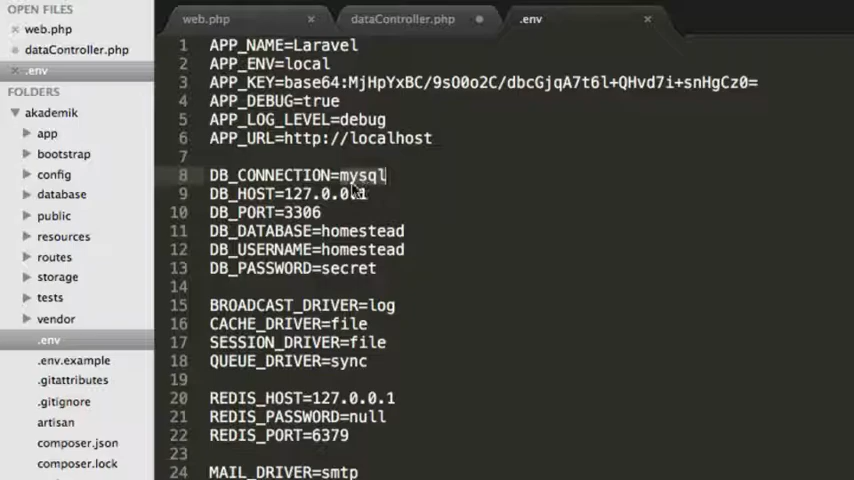 OPEN FILES
web.php
dataController.php
.env
FOLDERS
akademik
app
bootstrap
config
database
public
resources
routes
storage
tests
vendor
.env
.env.example
.gitattributes
.gitignore
artisan
composer.json
composer.lock
web.php
dataController.php
.env
1 APP_NAME=Laravel
2 APP_ENV=local
3 APP_KEY=base64:MjHpYxBC/9sO0o2C/dbcGjqA7t6l+QHvd7i+snHgCz0=
4 APP_DEBUG=true
5 APP_LOG_LEVEL=debug
6 APP_URL=http://localhost
7
8 DB_CONNECTION=mysql
9 DB_HOST=127.0.0.1
10 DB_PORT=3306
11 DB_DATABASE=homestead
12 DB_USERNAME=homestead
13 DB_PASSWORD=secret
14
15 BROADCAST_DRIVER=log
16 CACHE_DRIVER=file
17 SESSION_DRIVER=file
18 QUEUE_DRIVER=sync
19
20 REDIS_HOST=127.0.0.1
21 REDIS_PASSWORD=null
22 REDIS_PORT=6379
23
24 MAIL_DRIVER=smtp